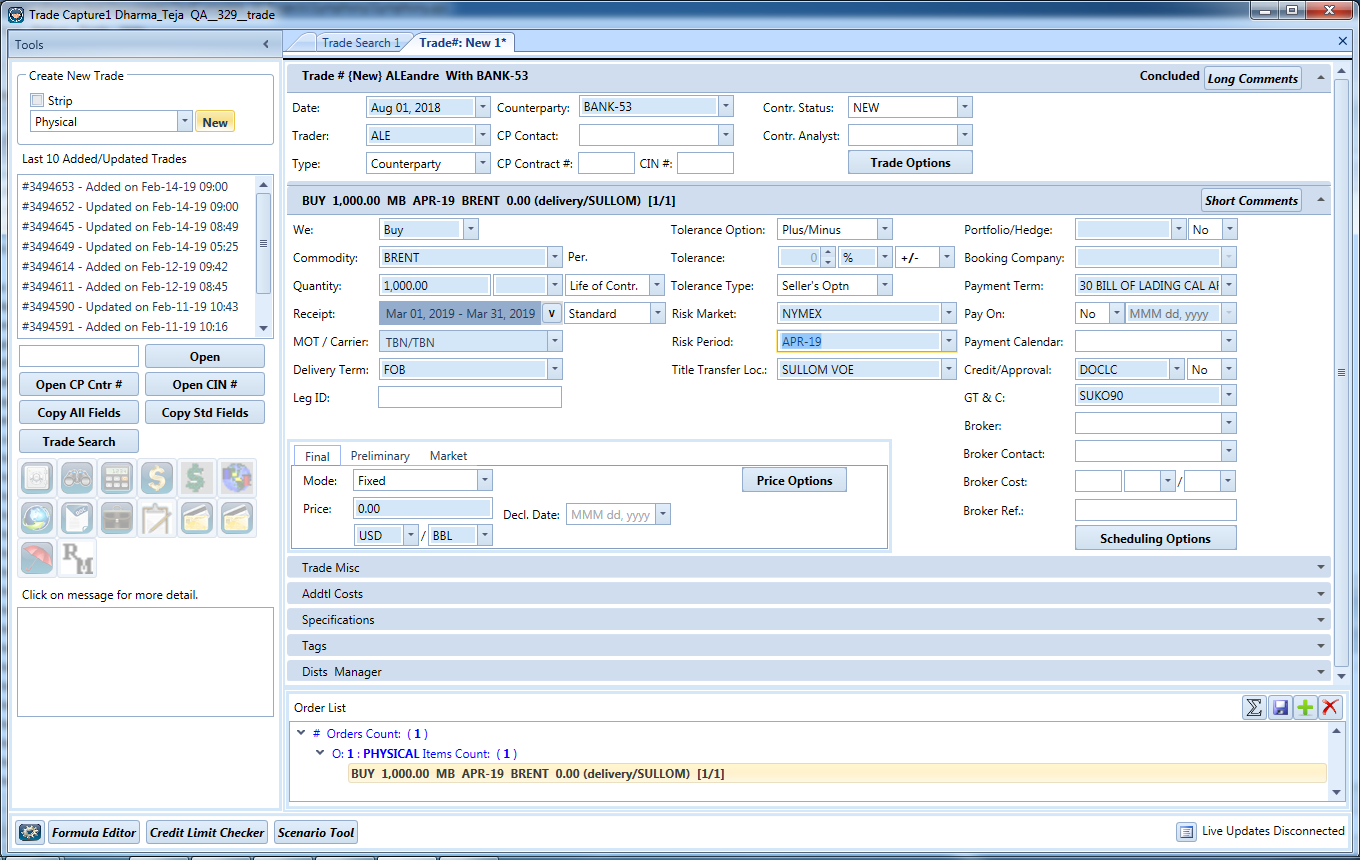 Trade Capture1 Dharma_Teja QA__329__trade
Tools
Create New Trade
Strip
Physical New
Last 10 Added/Updated Trades
#3494653 - Added on Feb-14-19 09:00
#3494652 - Updated on Feb-14-19 09:00
#3494645 - Updated on Feb-14-19 08:49
#3494649 - Updated on Feb-14-19 05:25
#3494614 - Added on Feb-12-19 09:42
#3494611 - Added on Feb-12-19 08:45
#3494590 - Updated on Feb-11-19 10:43
#3494591 - Added on Feb-11-19 10:16
Open
Open CP Cntr # Open CIN #
Copy All Fields Copy Std Fields
Trade Search
RM
Click on message for more detail.
Trade Search 1 Trade#: New 1*
Trade # {New} ALEandre With BANK-53 Concluded Long Comments
Date: Aug 01, 2018 Counterparty: BANK-53 Contr. Status: NEW
Trader: ALE CP Contact: Contr. Analyst:
Type: Counterparty CP Contract #: CIN #: Trade Options
BUY 1,000.00 MB APR-19 BRENT 0.00 (delivery/SULLOM) [1/1] Short Comments
We: Buy Tolerance Option: Plus/Minus Portfolio/Hedge: No
Commodity: BRENT Per. Tolerance: 0 % +/- Booking Company:
Quantity: 1,000.00 Life of Contr. Tolerance Type: Seller's Optn Payment Term: 30 BILL OF LADING CAL
Receipt: Mar 01, 2019 - Mar 31, 2019 v Standard Risk Market: NYMEX Pay On: No MMM dd, yyyy
MOT / Carrier: TBN/TBN Risk Period: APR-19 Payment Calendar:
Delivery Term: FOB Title Transfer Loc.: SULLOM VOE Credit/Approval: DOCLC No
Leg ID: GT & C: SUKO90
Broker:
Broker Contact:
Broker Cost: /
Broker Ref.:
Scheduling Options
Final Preliminary Market
Mode: Fixed Price Options
Price: 0.00 Decl. Date: MMM dd, yyyy
USD / BBL
Trade Misc
Addtl Costs
Specifications
Tags
Dists Manager
Order List
# Orders Count: ( 1 )
O: 1 : PHYSICAL Items Count: ( 1 )
BUY 1,000.00 MB APR-19 BRENT 0.00 (delivery/SULLOM) [1/1]
Formula Editor Credit Limit Checker Scenario Tool Live Updates Disconnected